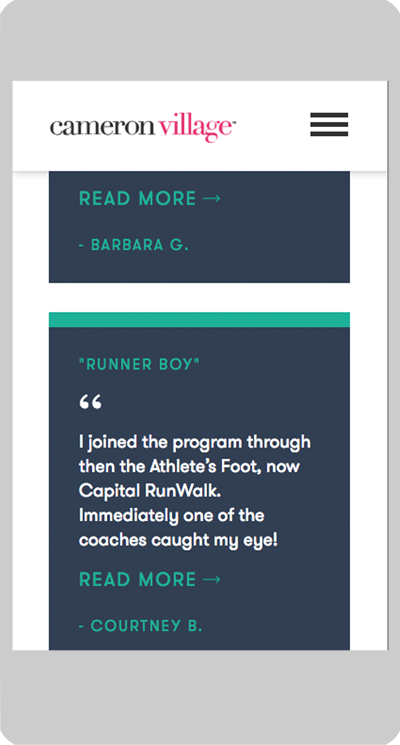 cameron village™
READ MORE →
- BARBARA G.
"RUNNER BOY"
“
I joined the program through
then the Athlete’s Foot, now
Capital RunWalk.
Immediately one of the
coaches caught my eye!
READ MORE →
- COURTNEY B.